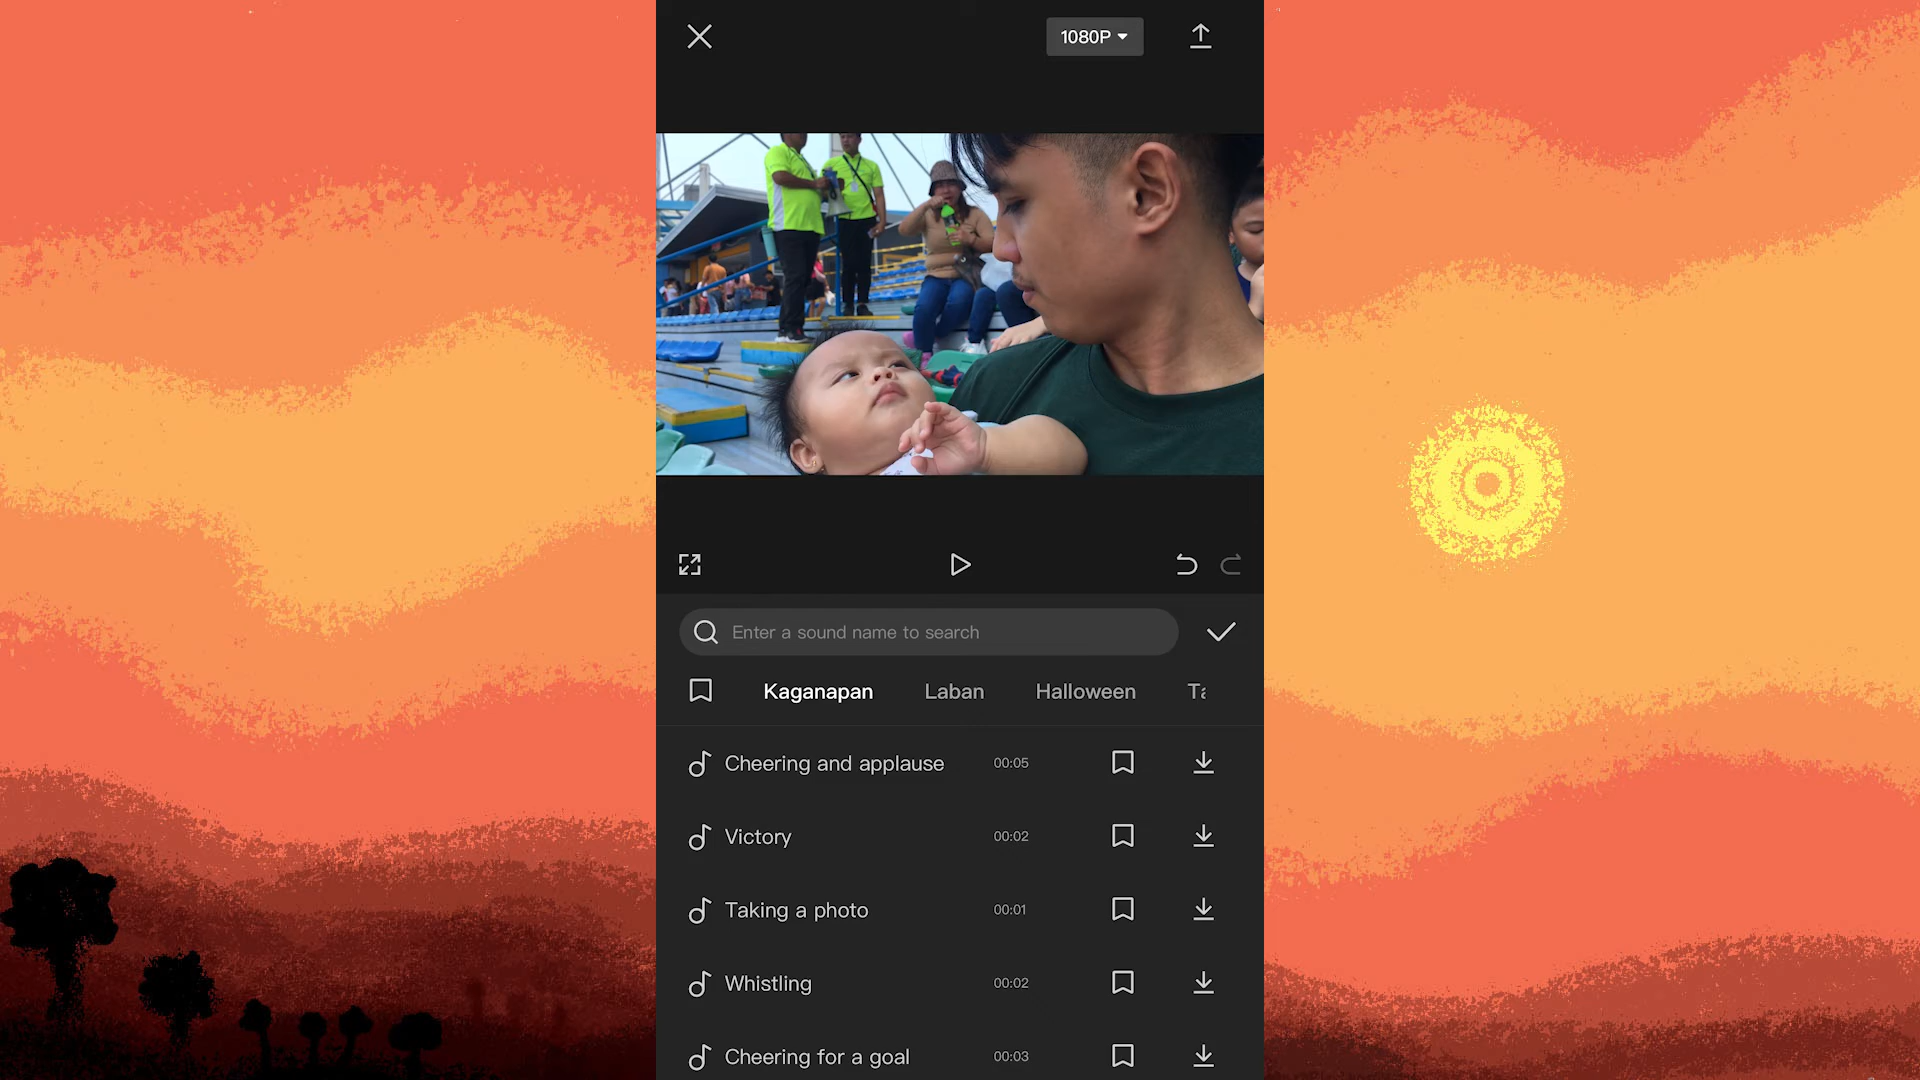 1080P
Enter a sound name to search
Kaganapan Laban Halloween
Cheering and applause 00:05
Victory 00:02
Taking a photo 00:01
Whistling 00:02
Cheering for a goal 00:03